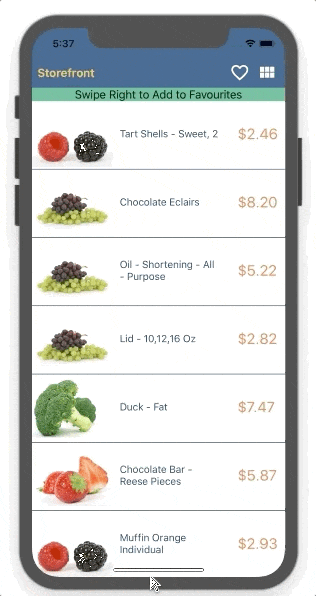 5:37
Storefront
Swipe Right to Add to Favourites
Tart Shells - Sweet, 2
$2.46
Chocolate Eclairs
$8.20
Oil - Shortening - All
- Purpose
$5.22
Lid - 10,12,16 Oz
$2.82
Duck - Fat
$7.47
Chocolate Bar -
Reese Pieces
$5.87
Muffin Orange
Individual
$2.93